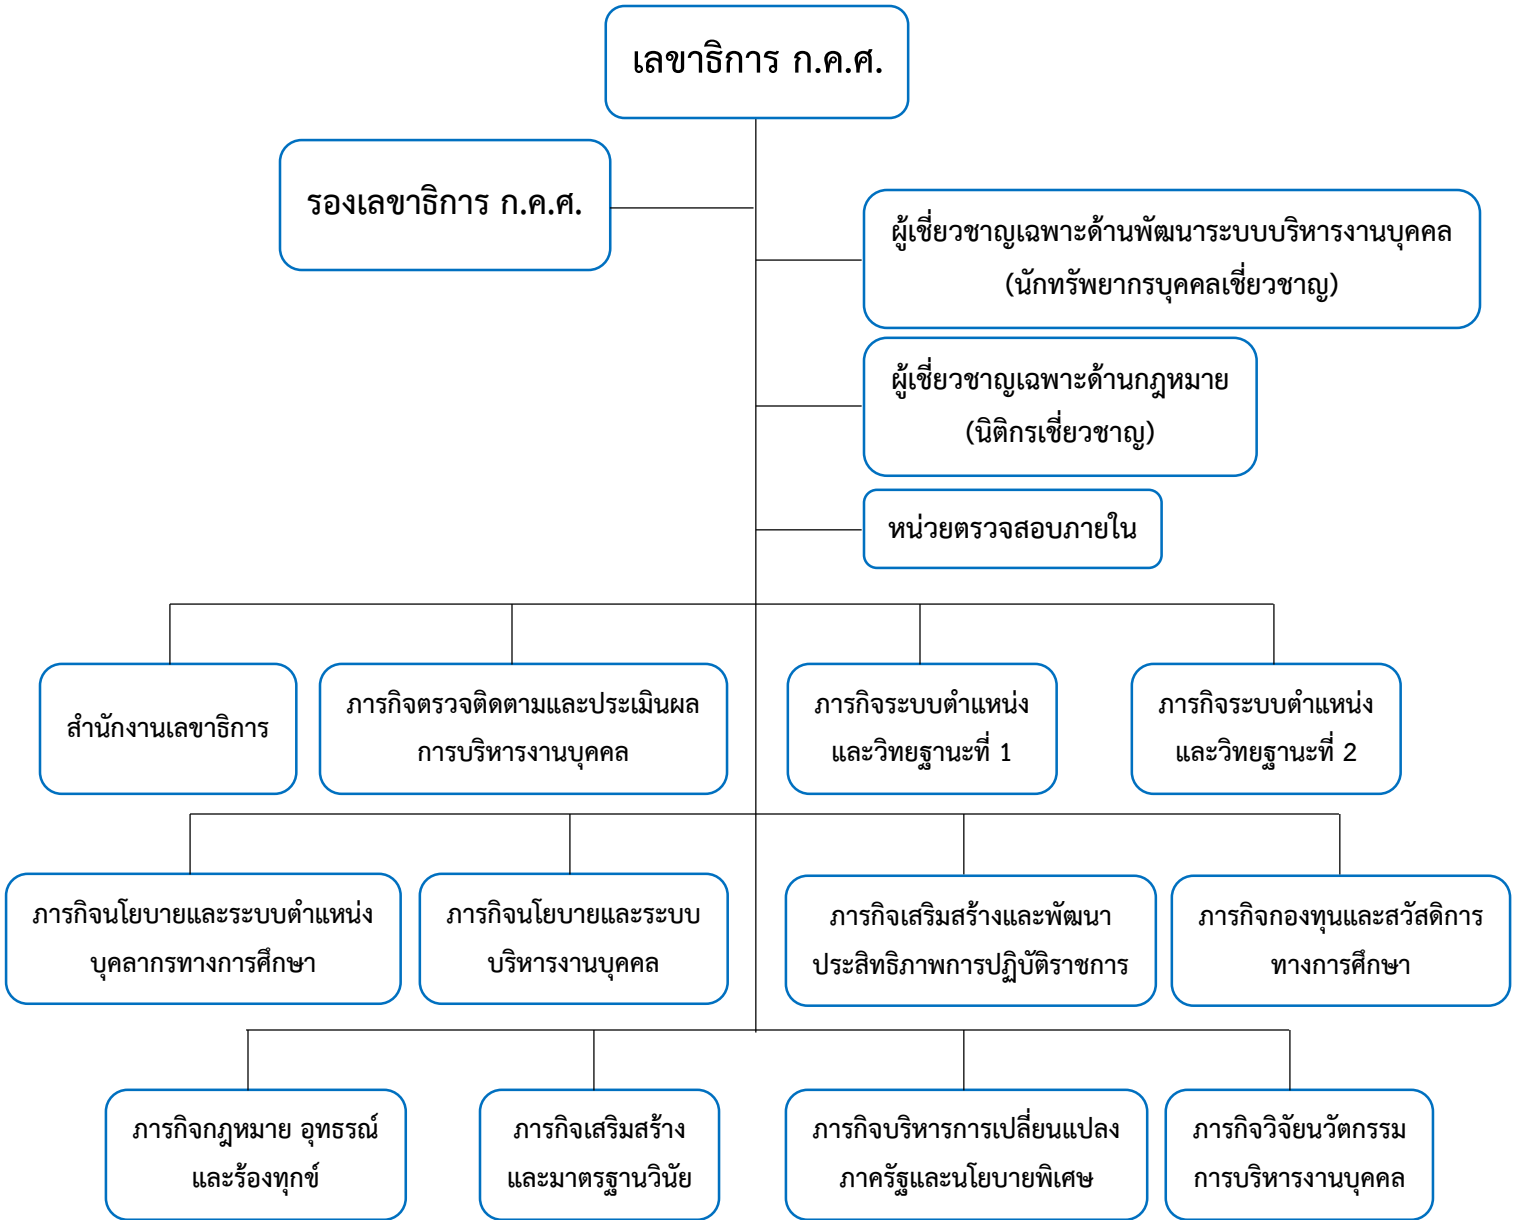 เลขาธิการ ก.ค.ศ.
รองเลขาธิการ ก.ค.ศ.
ผู้เชี่ยวชาญเฉพาะด้านพัฒนาระบบบริหารงานบุคคล
(นักทรัพยากรบุคคลเชี่ยวชาญ)
ผู้เชี่ยวชาญเฉพาะด้านกฎหมาย
(นิติกรเชี่ยวชาญ)
หน่วยตรวจสอบภายใน
สำนักงานเลขาธิการ
ภารกิจตรวจติดตามและประเมินผล
การบริหารงานบุคคล
ภารกิจระบบตำแหน่ง
และวิทยฐานะที่ 1
ภารกิจระบบตำแหน่ง
และวิทยฐานะที่ 2
ภารกิจนโยบายและระบบตำแหน่ง
บุคลากรทางการศึกษา
ภารกิจนโยบายและระบบ
บริหารงานบุคคล
ภารกิจเสริมสร้างและพัฒนา
ประสิทธิภาพการปฏิบัติราชการ
ภารกิจกองทุนและสวัสดิการ
ทางการศึกษา
ภารกิจกฎหมาย อุทธรณ์
และร้องทุกข์
ภารกิจเสริมสร้าง
และมาตรฐานวินัย
ภารกิจบริหารการเปลี่ยนแปลง
ภาครัฐและนโยบายพิเศษ
ภารกิจวิจัยนวัตกรรม
การบริหารงานบุคคล